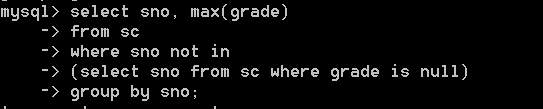 mysql> select sno, max(grade)
-> from sc
-> where sno not in
-> (select sno from sc where grade is null)
-> group by sno;